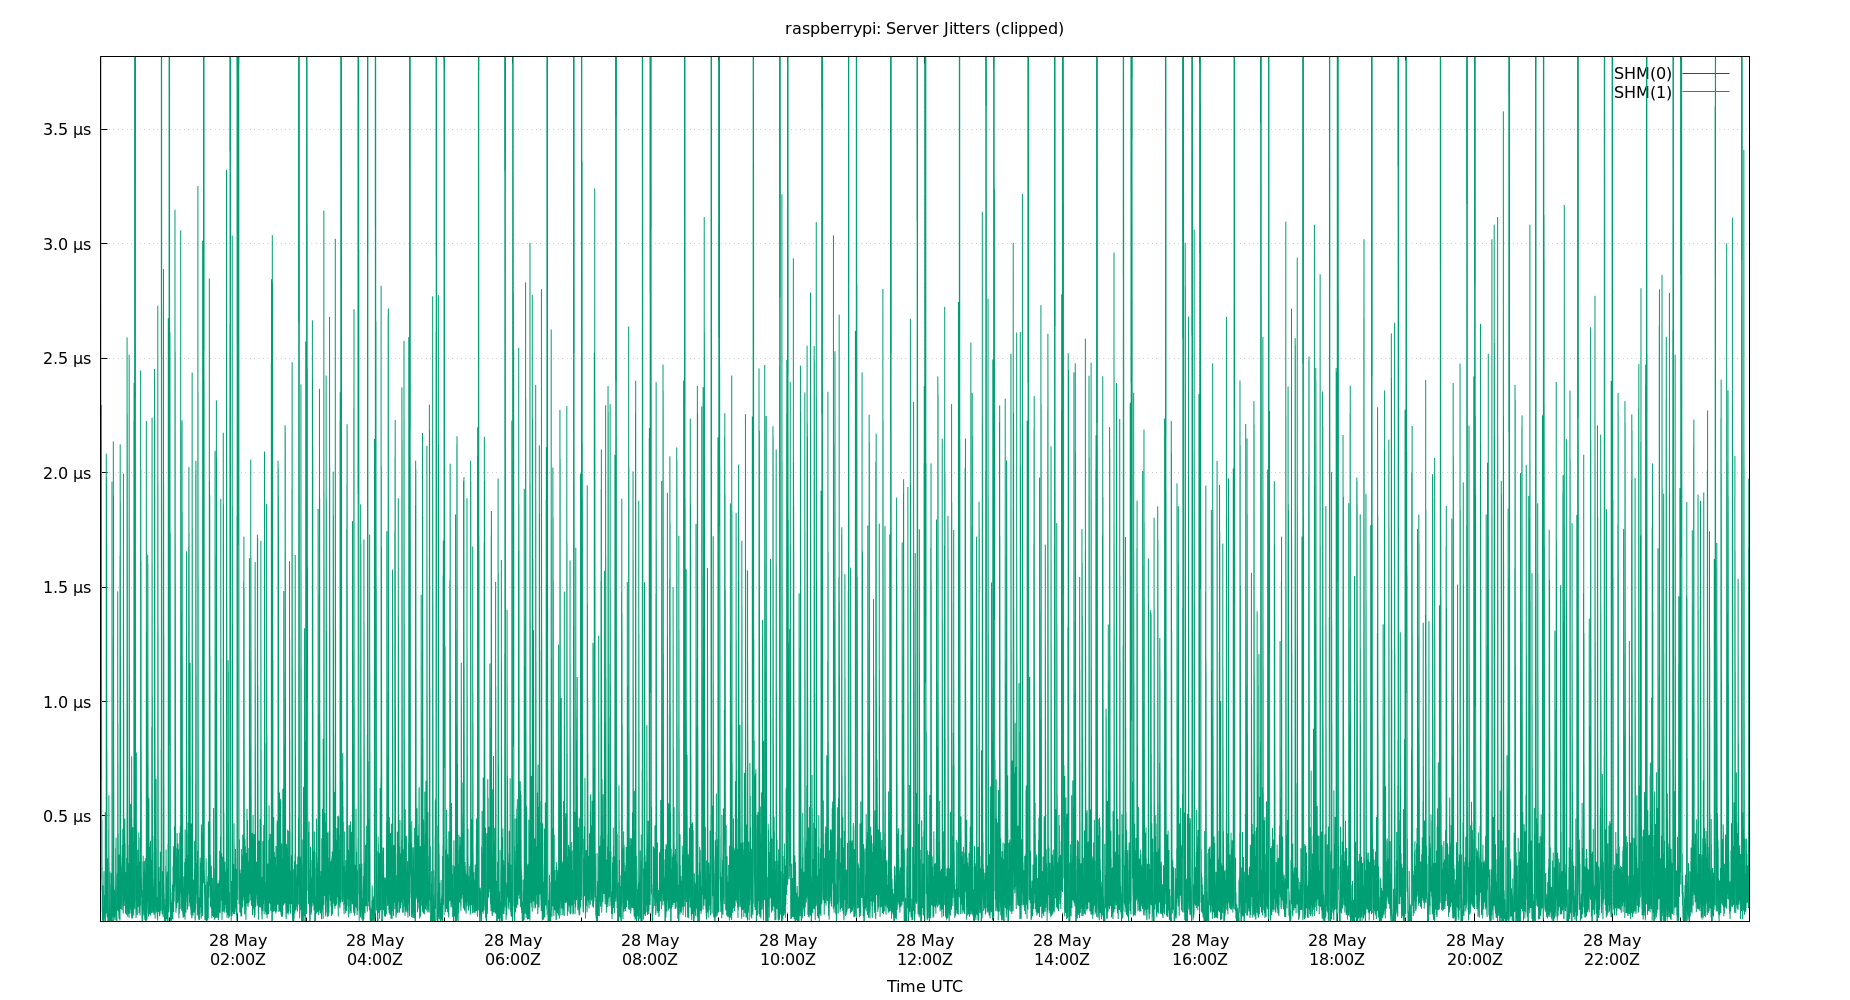 raspberrypi: Server Jitters (clipped)
SHM(0)
SHM(1)
3.5 µs
3.0 µs
2.5 µs
2.0 µs
1.5 µs
1.0 µs
0.5 µs
28 May 28 May 28 May 28 May 28 May 28 May 28 May 28 May 28 May 28 May 28 May
02:00Z 04:00Z 06:00Z 08:00Z 10:00Z 12:00Z 14:00Z 16:00Z 18:00Z 20:00Z 22:00Z
Time UTC